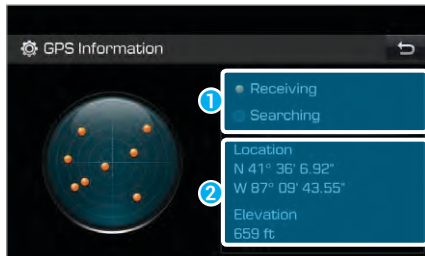 GPS Information
1
Receiving
Searching
2
Location
N 41° 36' 6.92"
W 87° 09' 43.55"
Elevation
659 ft